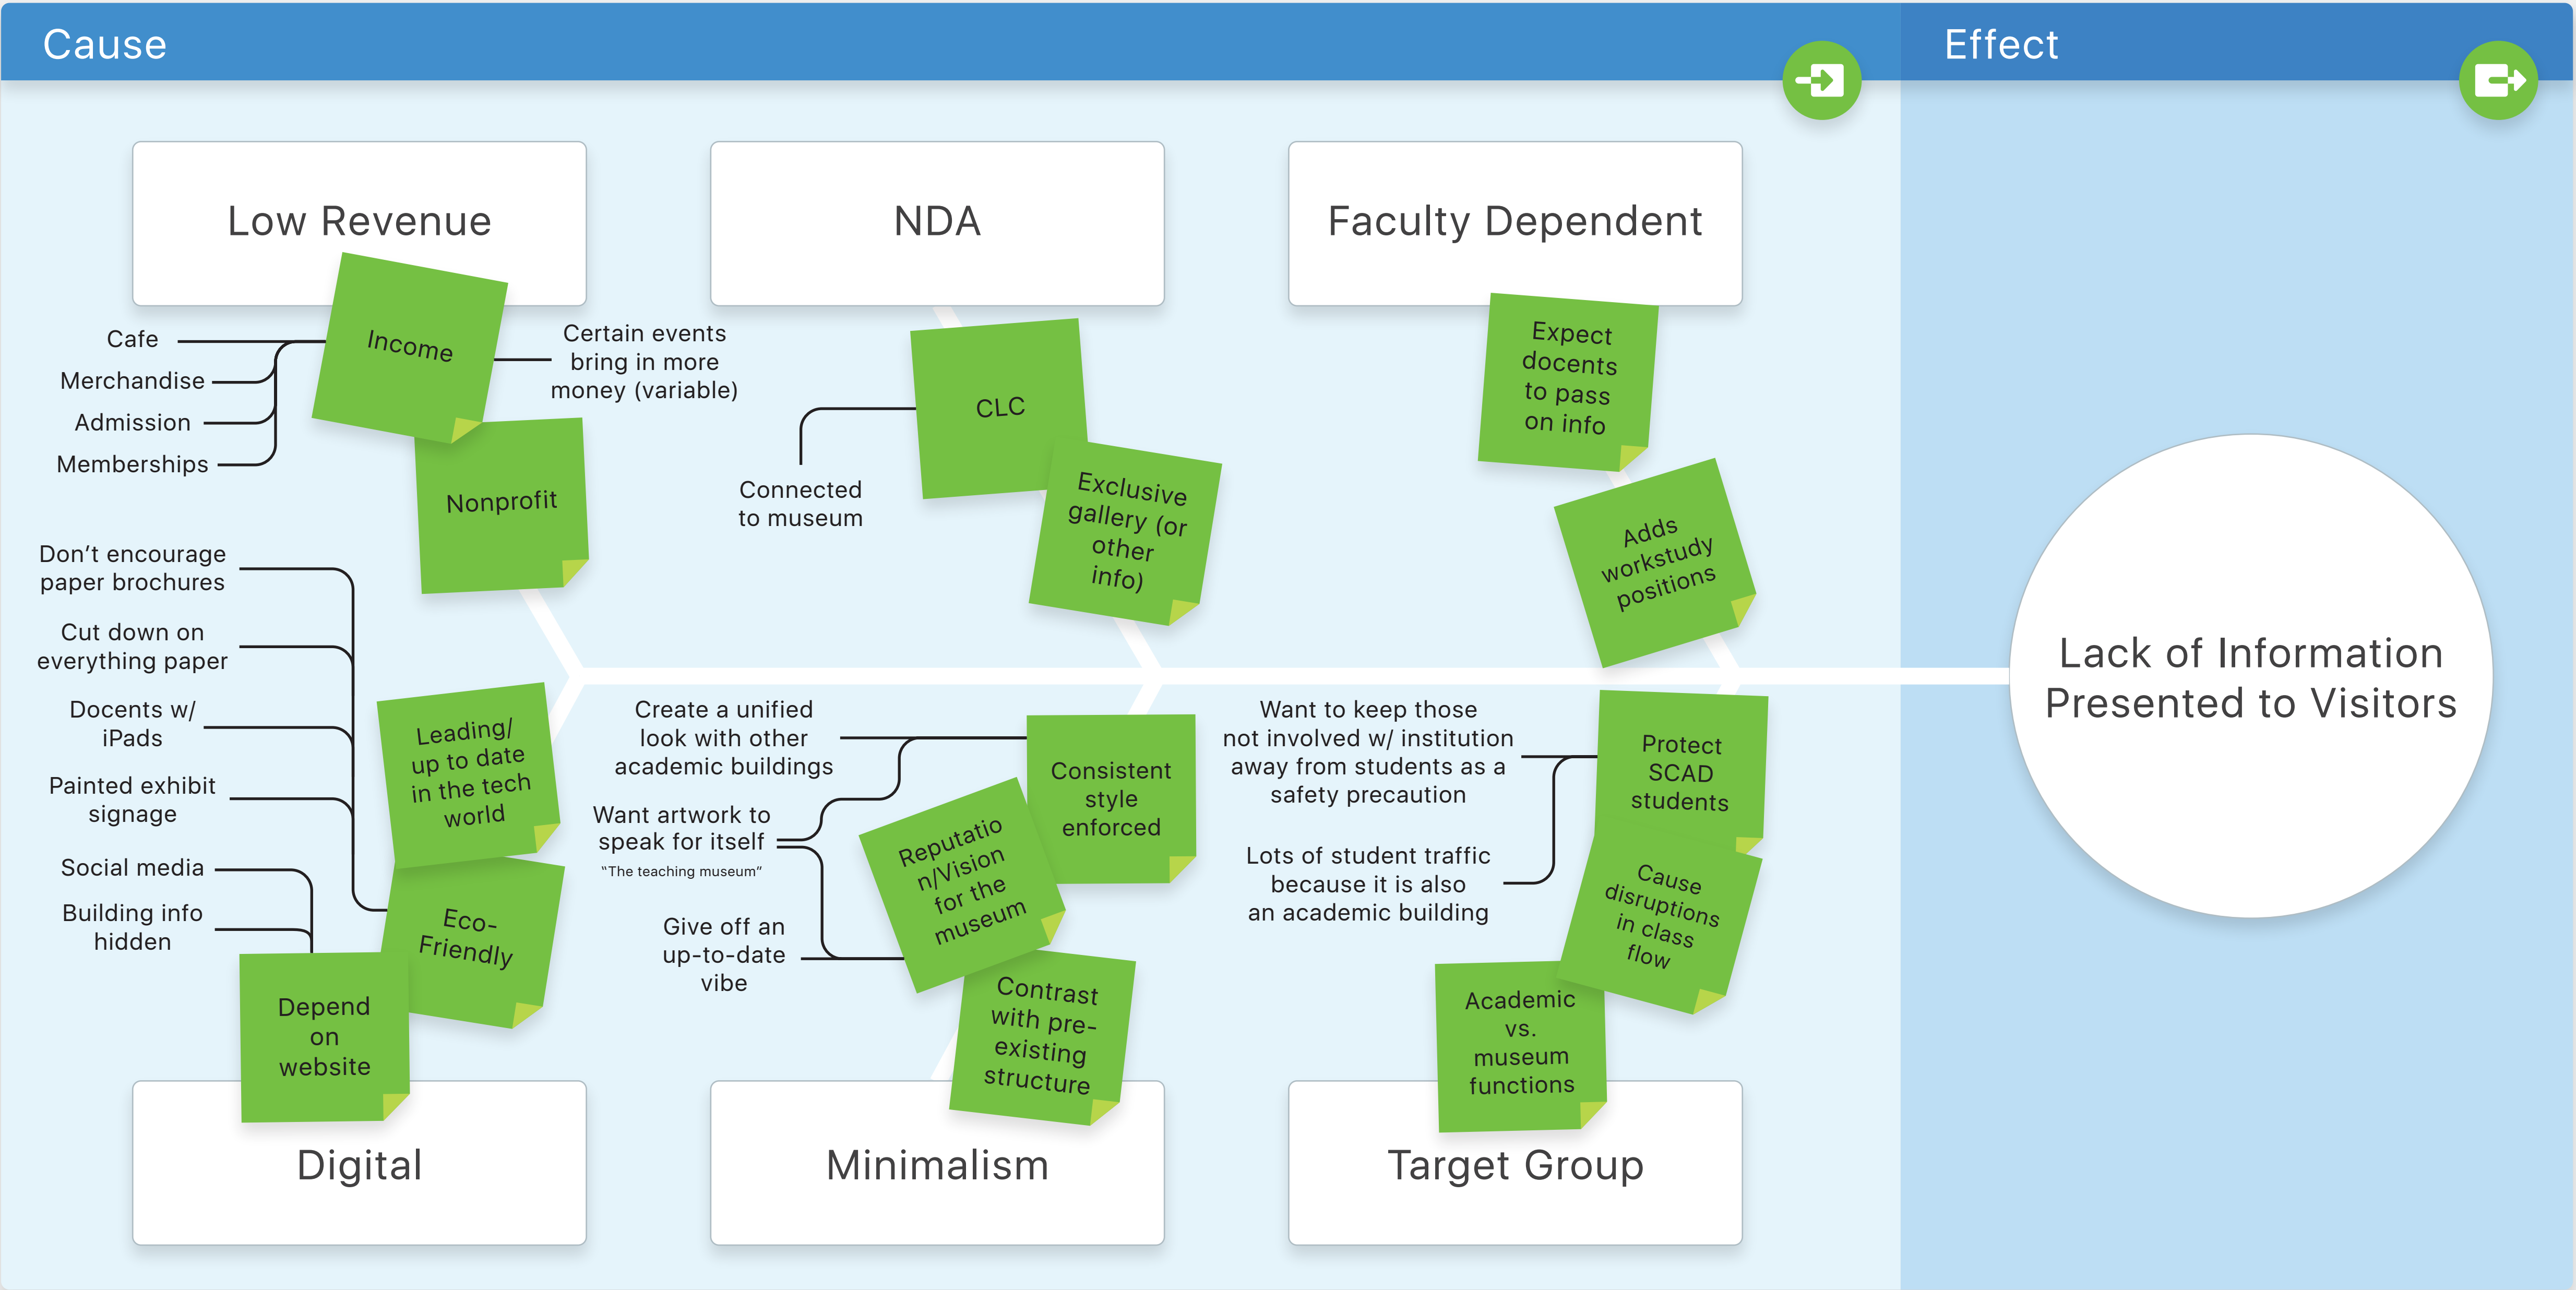 Cause
Effect
Low Revenue
NDA
Faculty Dependent
Income
Cafe
Merchandise
Admission
Memberships
Certain events
bring in more
money (variable)
Nonprofit
CLC
Connected
to museum
Exclusive
gallery (or
other
info)
Expect
docents
to pass
on info
Adds
workstudy
positions
Lack of Information
Presented to Visitors
Don’t encourage
paper brochures
Cut down on
everything paper
Docents w/
iPads
Painted exhibit
signage
Social media
Building info
hidden
Leading/
up to date
in the tech
world
Eco-
Friendly
Depend
on
website
Digital
Create a unified
look with other
academic buildings
Want artwork to
speak for itself
“The teaching museum”
Give off an
up-to-date
vibe
Consistent
style
enforced
Reputatio
n/Vision
for the
museum
Contrast
with pre-
existing
structure
Minimalism
Want to keep those
not involved w/ institution
away from students as a
safety precaution
Lots of student traffic
because it is also
an academic building
Protect
SCAD
students
Cause
disruptions
in class
flow
Academic
vs.
museum
functions
Target Group